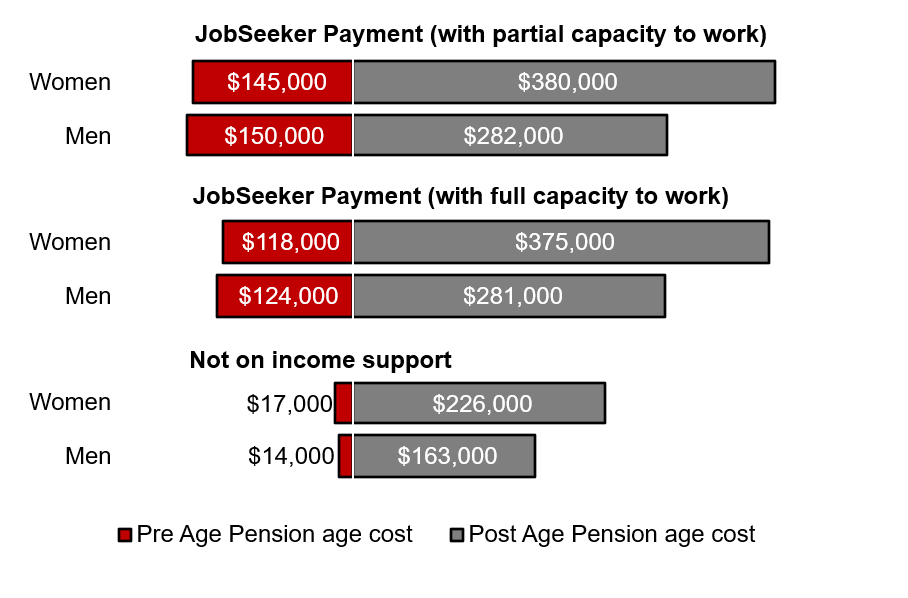 JobSeeker Payment (with partial capacity to work)
Women $145,000 $380,000
Men $150,000 $282,000
JobSeeker Payment (with full capacity to work)
Women $118,000 $375,000
Men $124,000 $281,000
Not on income support
Women $17,000 $226,000
Men $14,000 $163,000
Pre Age Pension age cost Post Age Pension age cost